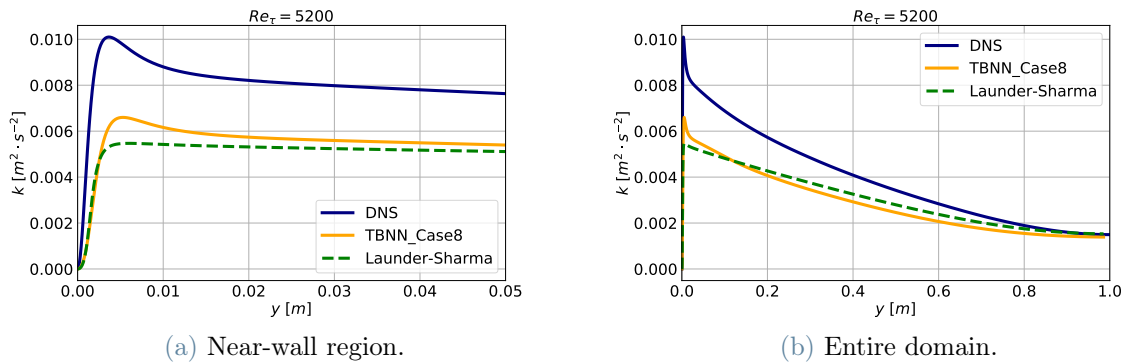 Re_τ = 5200
0.010
0.008
0.006
0.004
0.002
0.000
k [m² · s⁻²]
DNS
TBNN_Case8
Launder-Sharma
0.00 0.01 0.02 0.03 0.04 0.05
y [m]
(a) Near-wall region.
Re_τ = 5200
0.010
0.008
0.006
0.004
0.002
0.000
k [m² · s⁻²]
DNS
TBNN_Case8
Launder-Sharma
0.0 0.2 0.4 0.6 0.8 1.0
y [m]
(b) Entire domain.